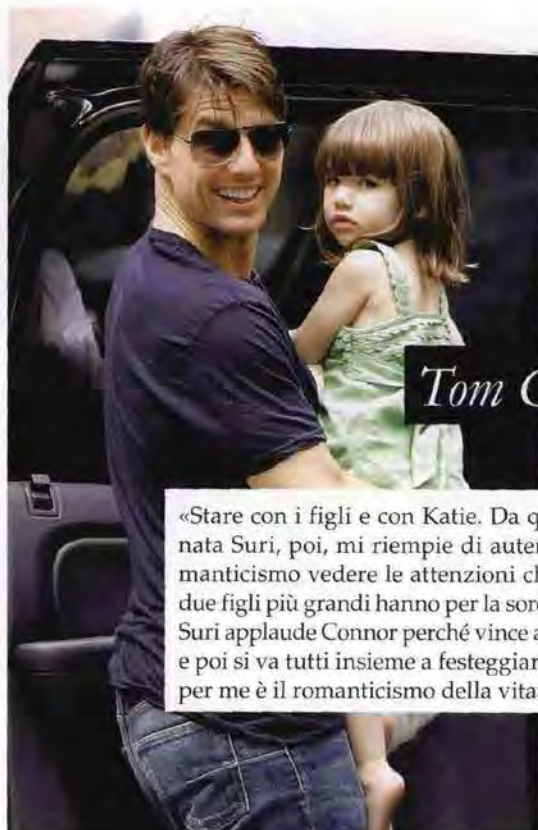 Tom C
«Stare con i figli e con Katie. Da q
nata Suri, poi, mi riempie di auter
manticismo vedere le attenzioni ch
due figli più grandi hanno per la sore
Suri applaude Connor perché vince a
e poi si va tutti insieme a festeggiar
per me è il romanticismo della vita